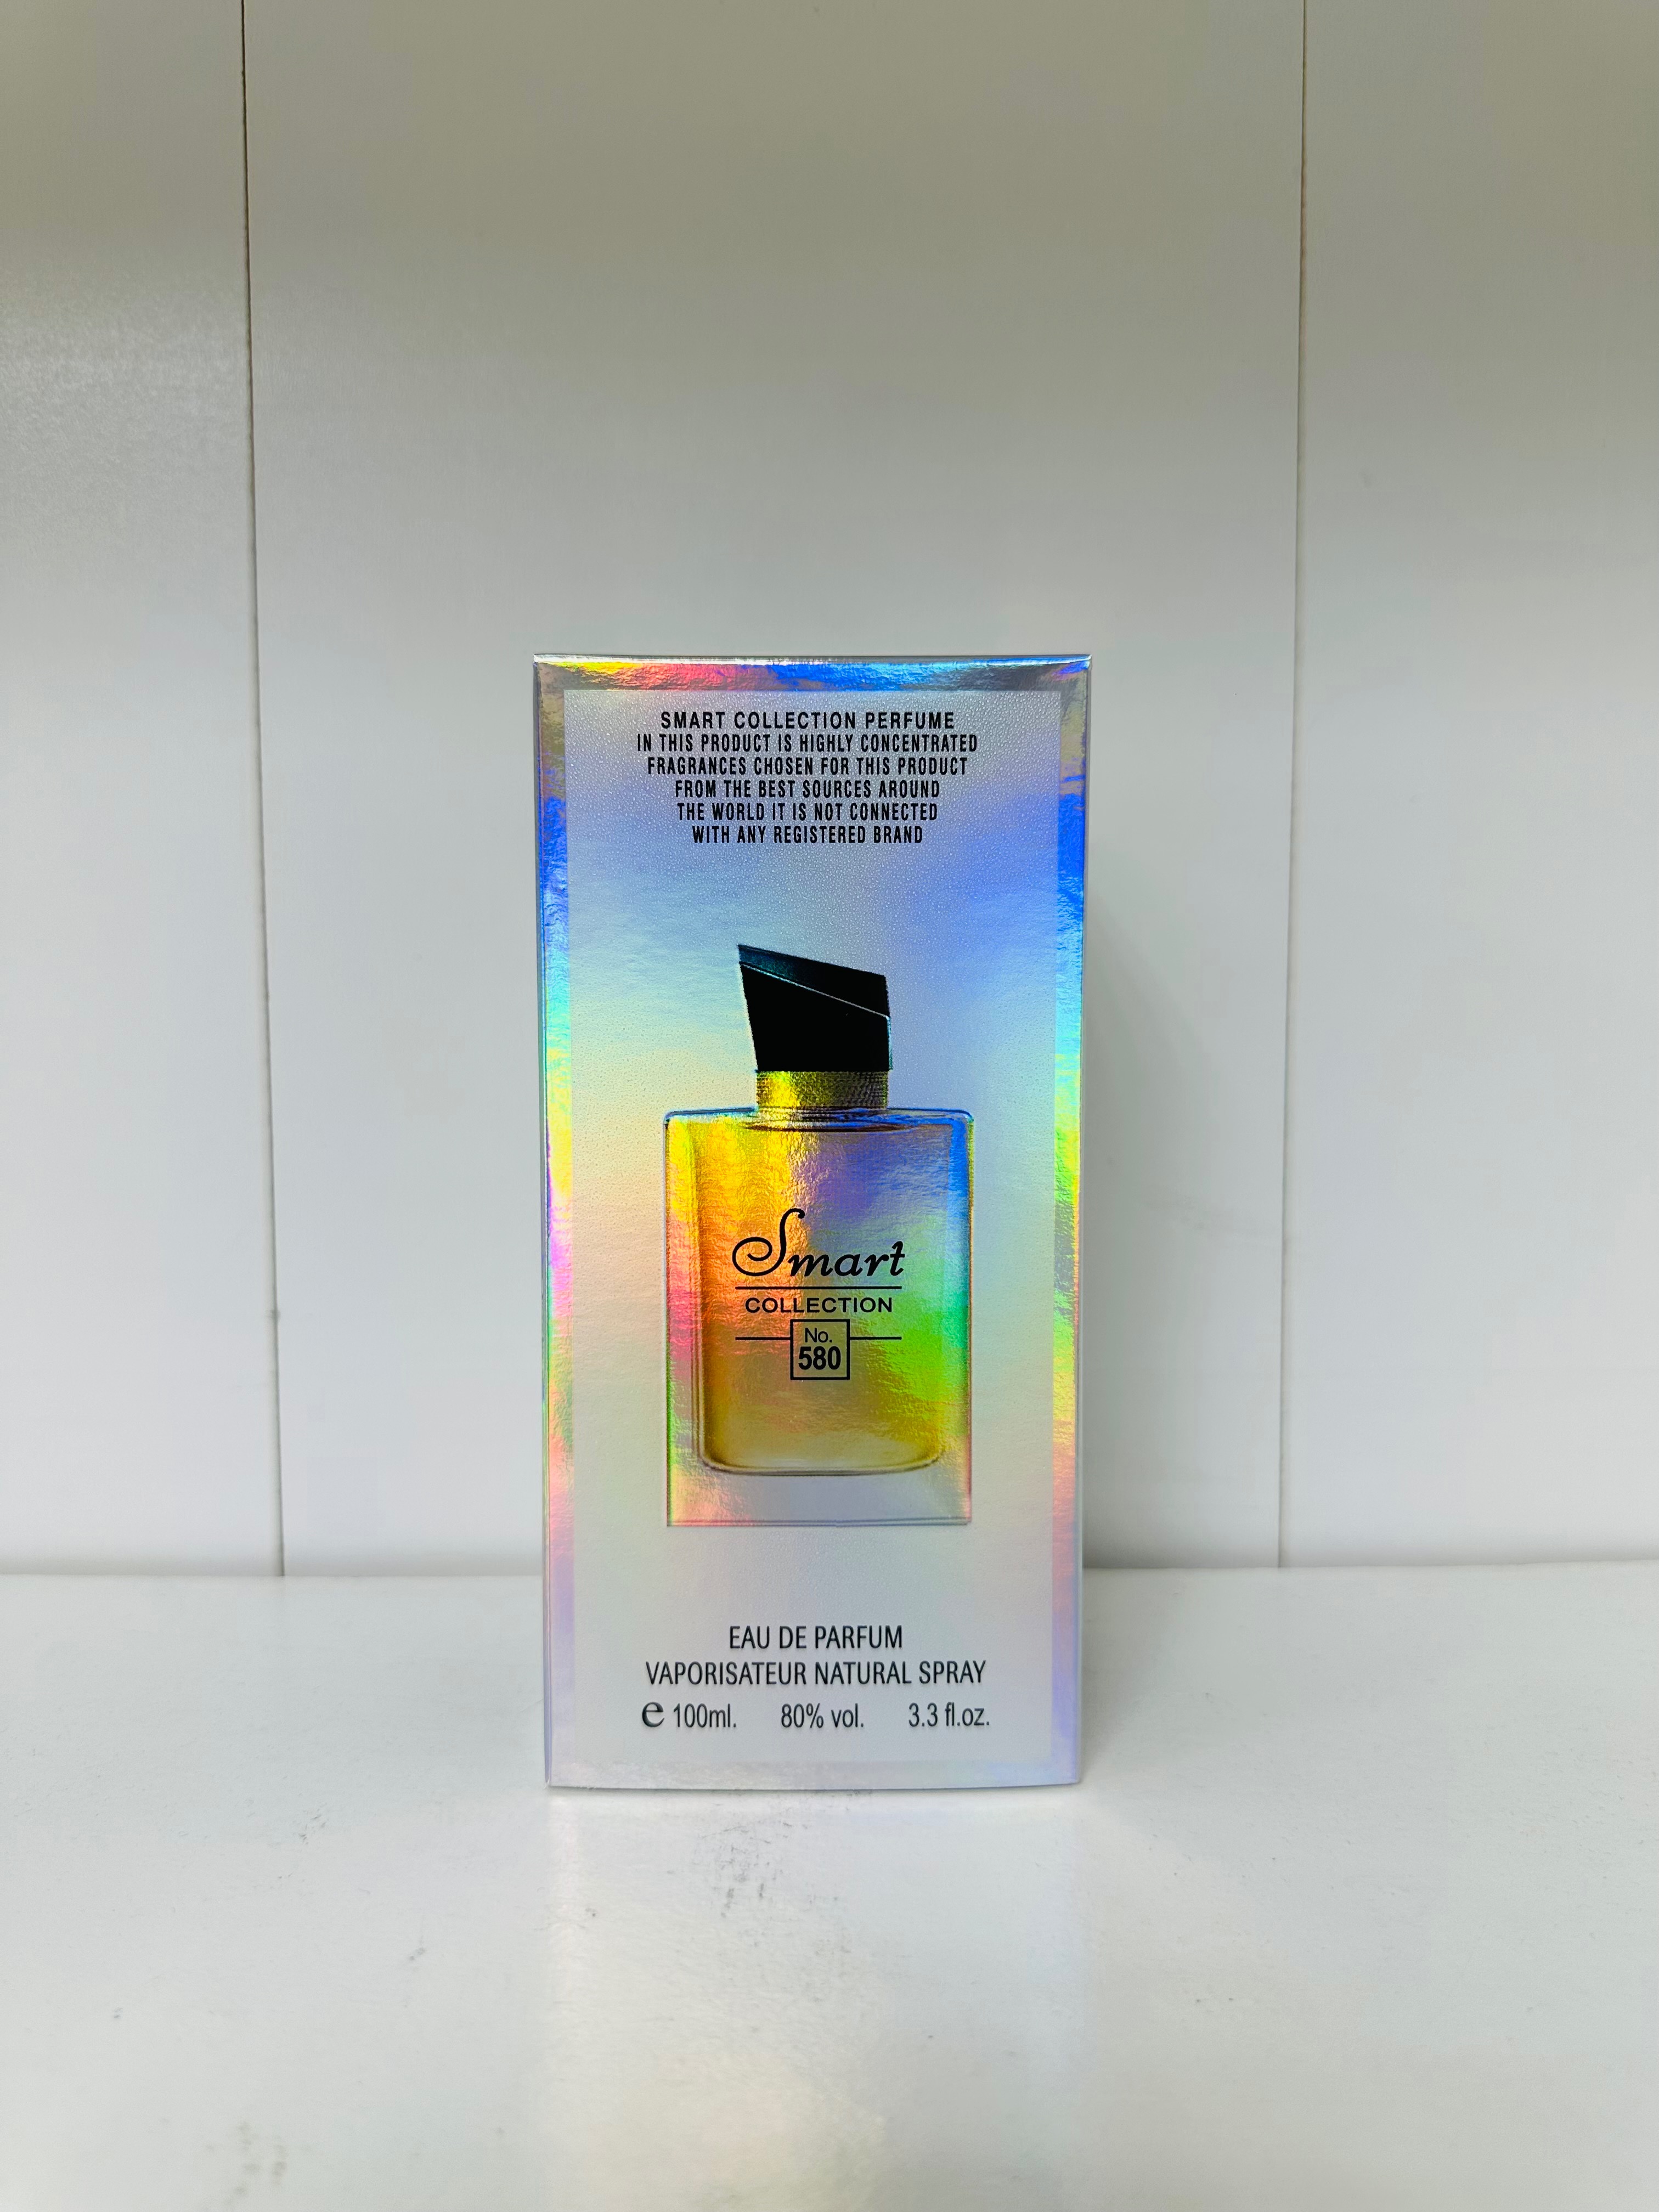 SMART COLLECTION PERFUME
IN THIS PRODUCT IS HIGHLY CONCENTRATED
FRAGRANCES CHOSEN FOR THIS PRODUCT
FROM THE BEST SOURCES AROUND
THE WORLD IT IS NOT CONNECTED
WITH ANY REGISTERED BRAND
Smart
COLLECTION
No.
580
EAU DE PARFUM
VAPORISATEUR NATURAL SPRAY
e 100ml. 80% vol. 3.3 fl.oz.